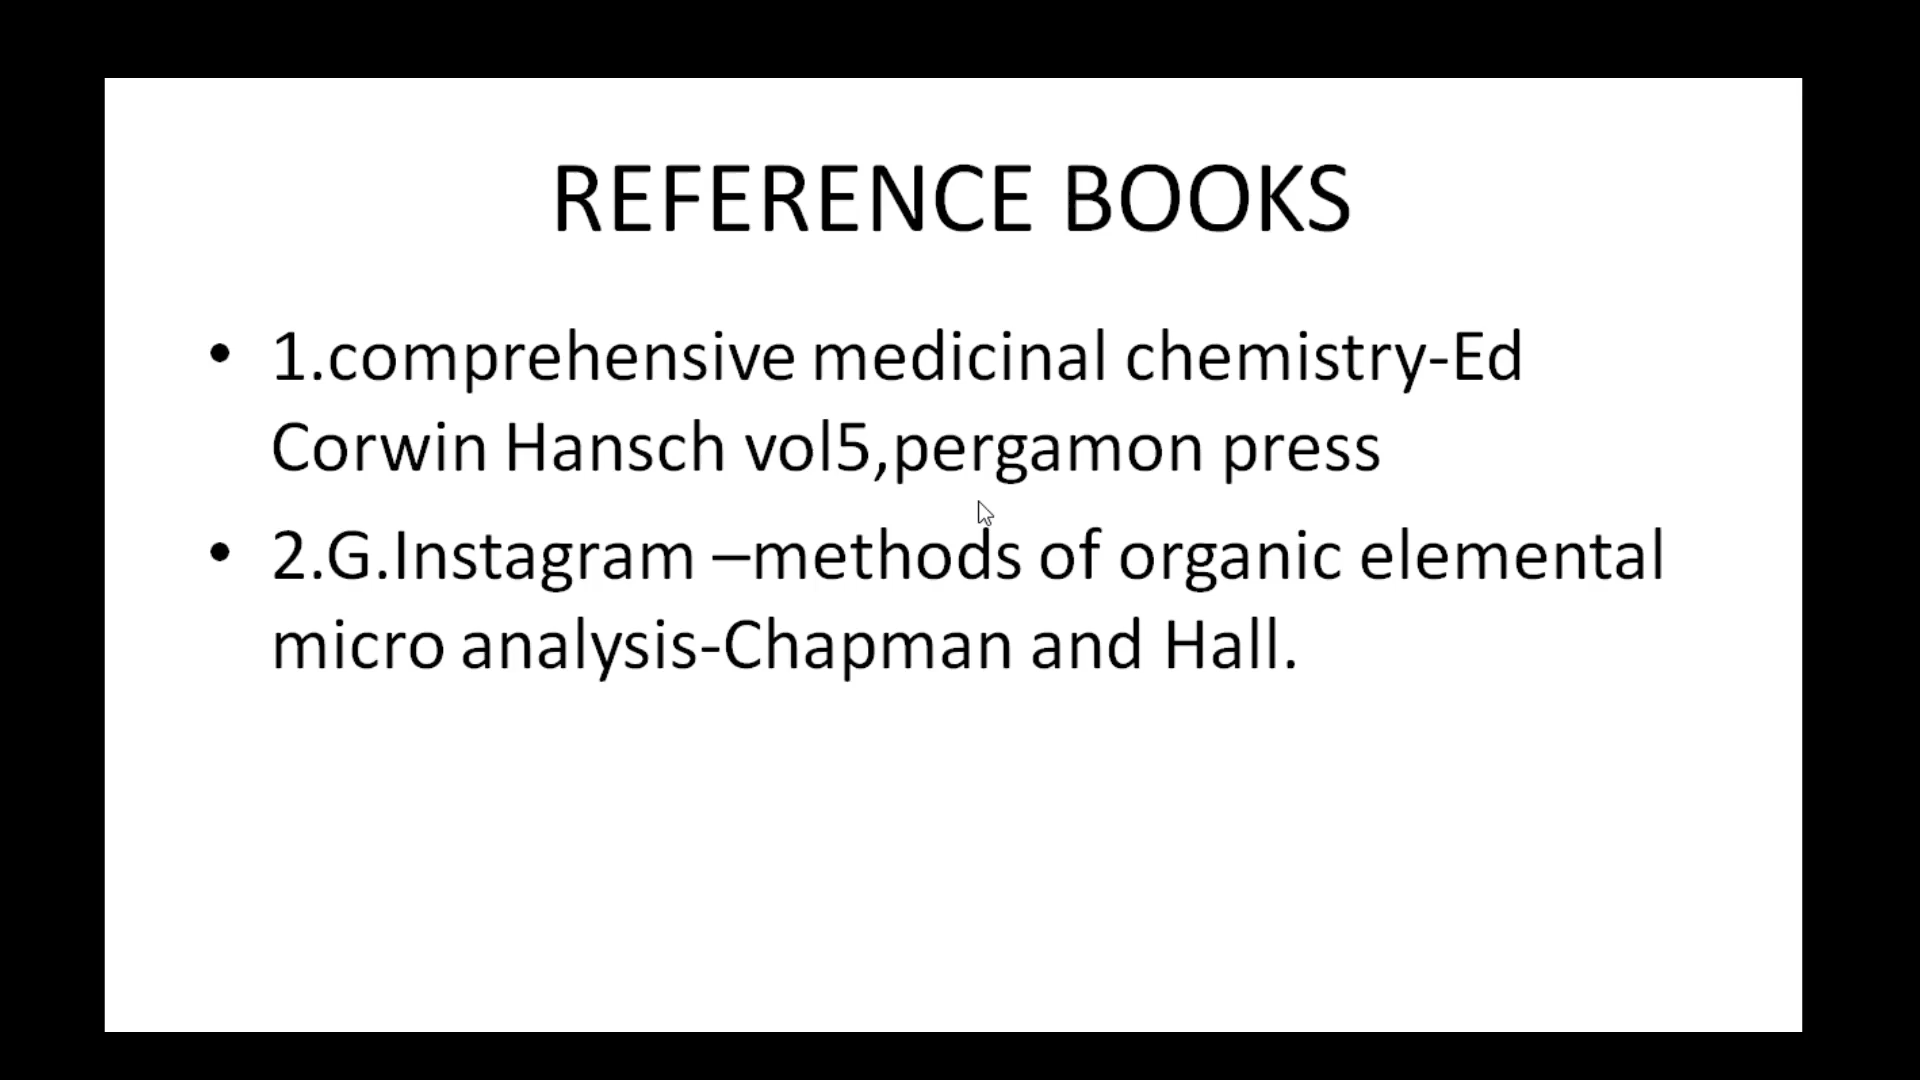 REFERENCE BOOKS
• 1.comprehensive medicinal chemistry-Ed
Corwin Hansch vol5,pergamon press
• 2.G.Instagram –methods of organic elemental
micro analysis-Chapman and Hall.